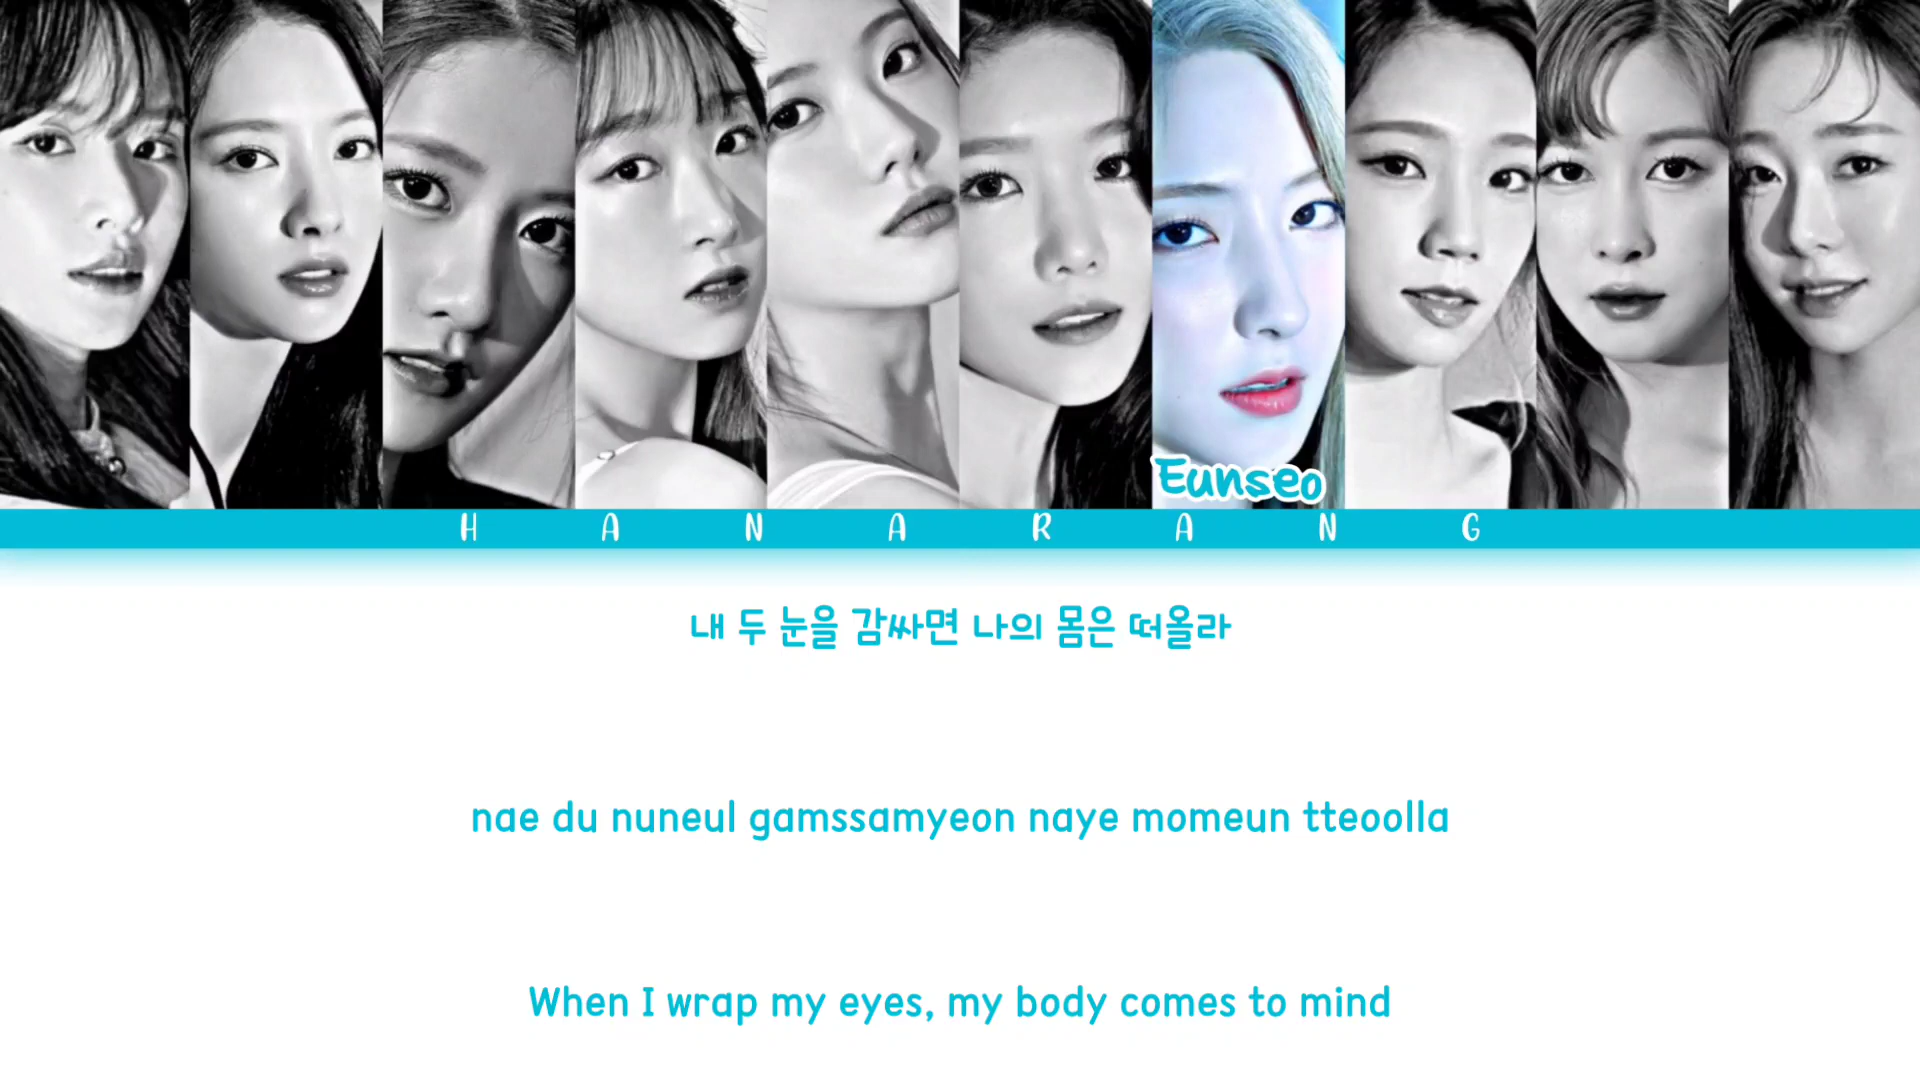 Eunseo
H A N A R A N G
내 두 눈을 감싸면 나의 몸은 떠올라
nae du nuneul gamssamyeon naye momeun tteoolla
When I wrap my eyes, my body comes to mind